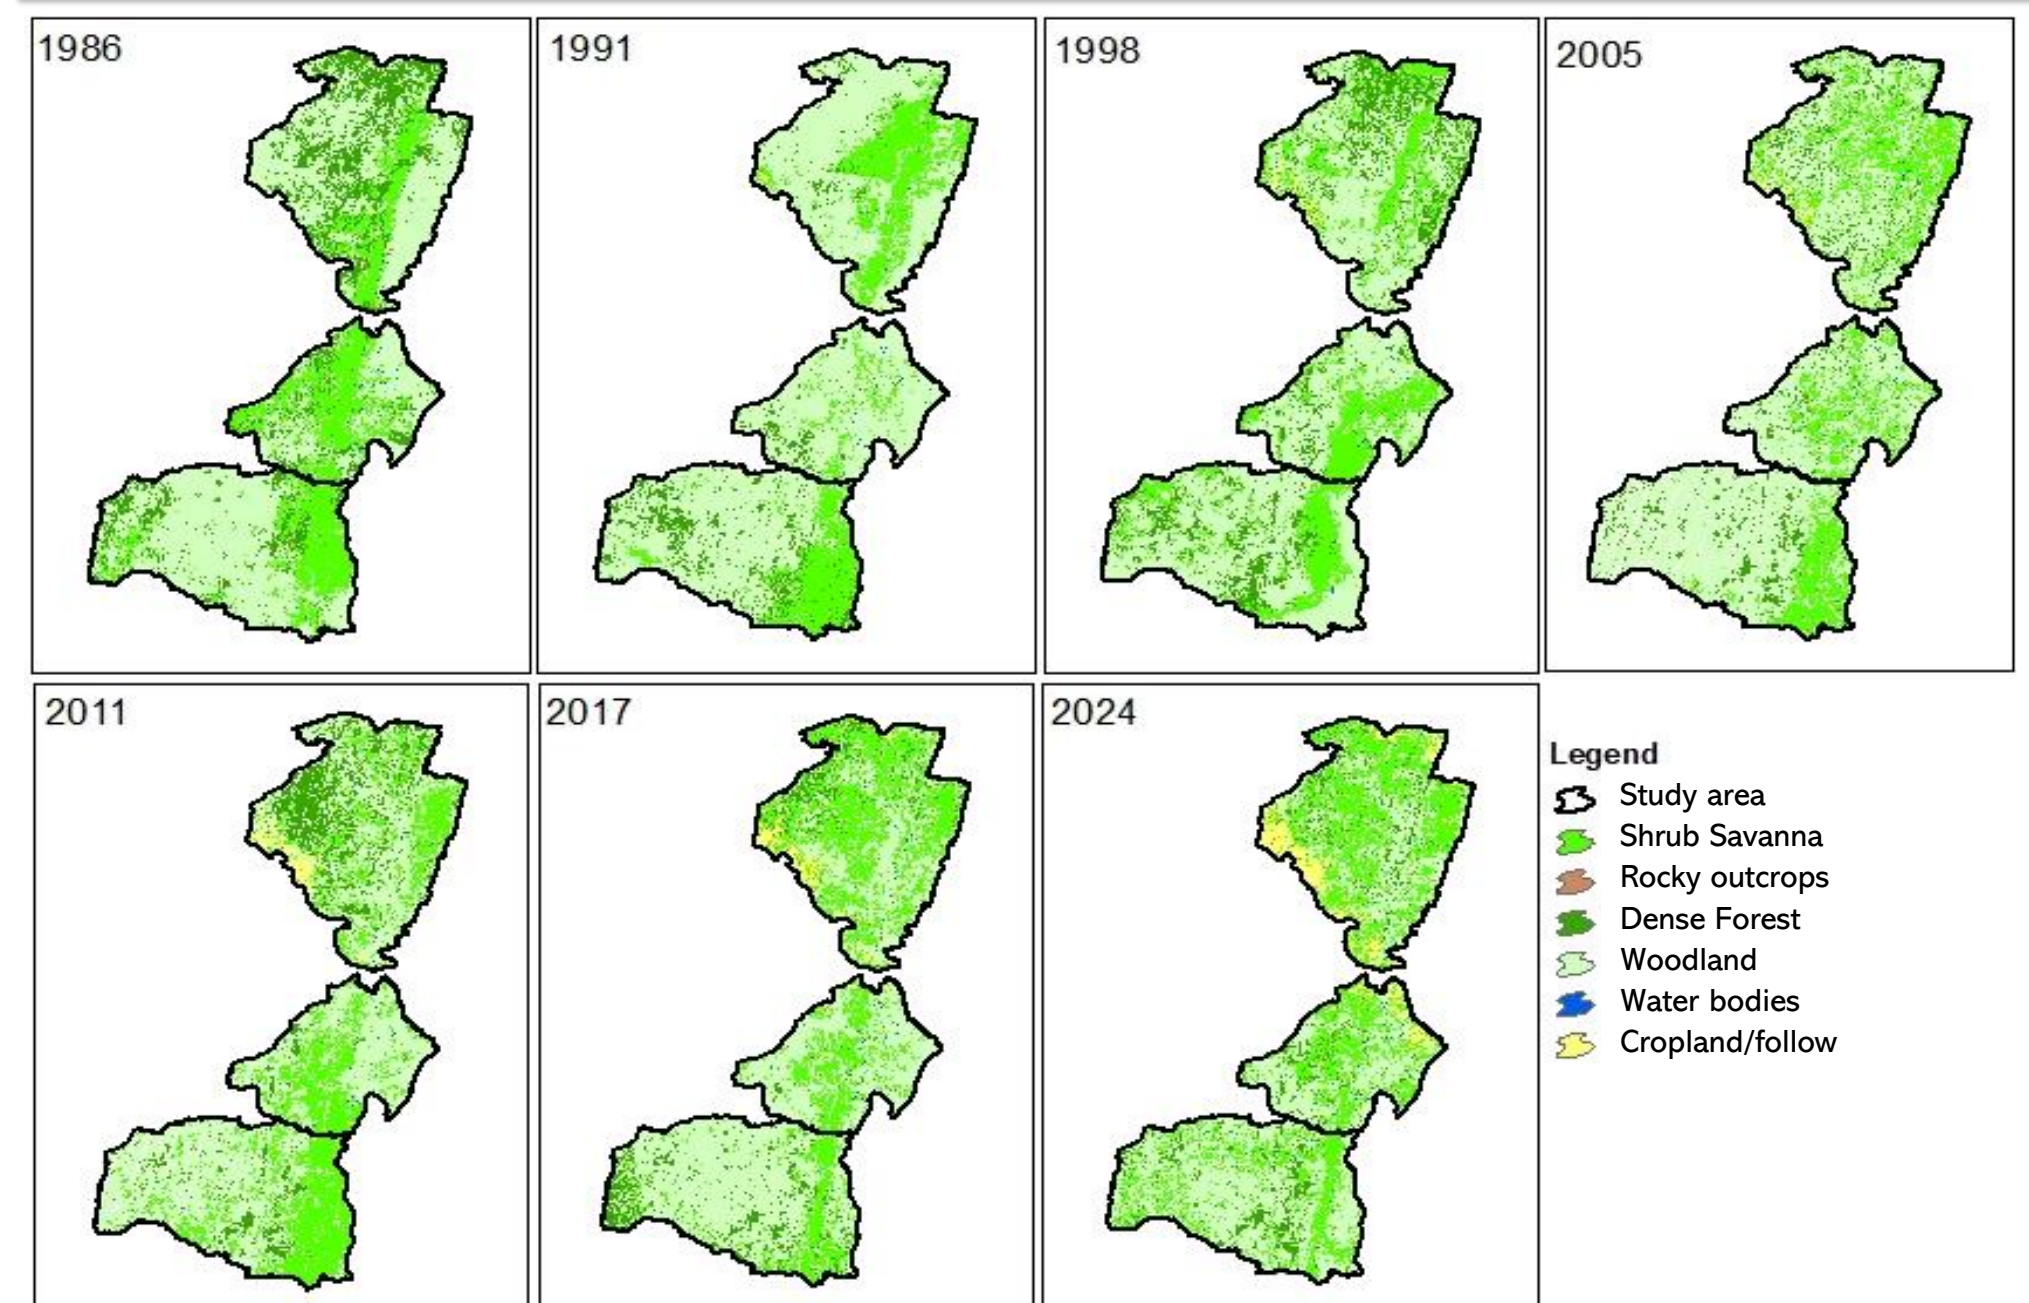 1986
1991
1998
2005
2011
2017
2024
Legend
Study area
Shrub Savanna
Rocky outcrops
Dense Forest
Woodland
Water bodies
Cropland/follow